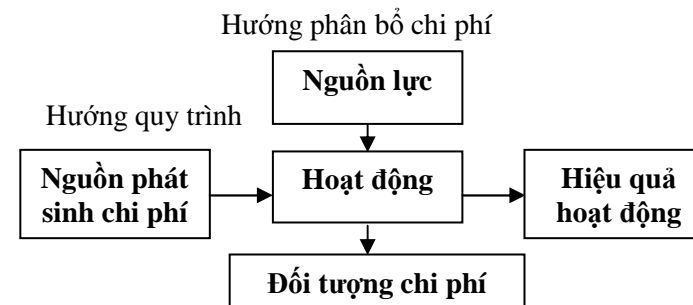 Hướng phân bổ chi phí
Nguồn lực
Hướng quy trình
Nguồn phát
sinh chi phí
Hoạt động
Hiệu quả
hoạt động
Đối tượng chi phí